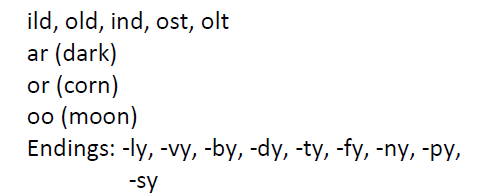 ild, old, ind, ost, olt
ar (dark)
or (corn)
oo (moon)
Endings: -ly, -vy, -by, -dy, -ty, -fy, -ny, -py,
-sy